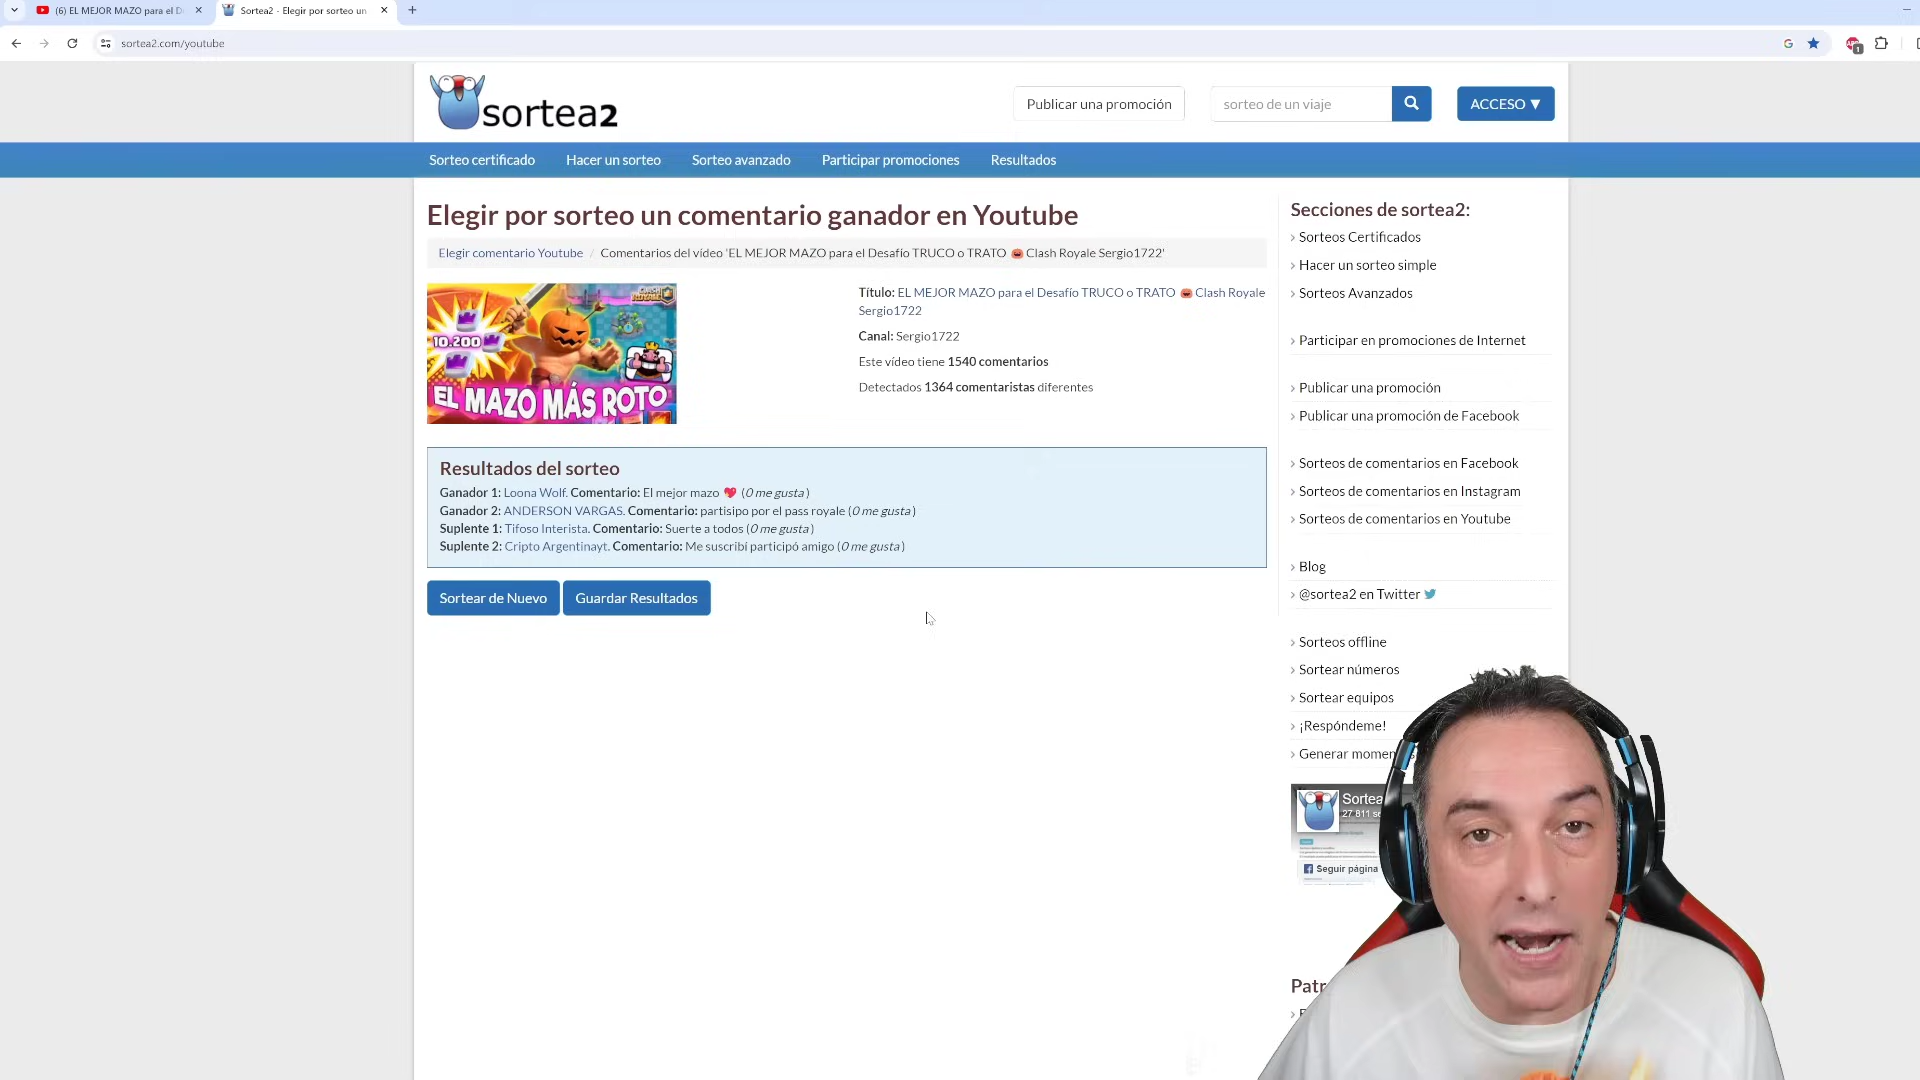 (6) EL MEJOR MAZO para el D
Sortea2 - Elegir por sorteo un
sortea2.com/youtube
sortea2
Publicar una promoción
sorteo de un viaje
ACCESO ▼
Sorteo certificado
Hacer un sorteo
Sorteo avanzado
Participar promociones
Resultados
Elegir por sorteo un comentario ganador en Youtube
Elegir comentario Youtube / Comentarios del vídeo 'EL MEJOR MAZO para el Desafío TRUCO o TRATO 🎃 Clash Royale Sergio1722'
CLASH
ROYALE
10.200
EL MAZO MÁS ROTO
Título: EL MEJOR MAZO para el Desafío TRUCO o TRATO 🎃 Clash Royale
Sergio1722
Canal: Sergio1722
Este vídeo tiene 1540 comentarios
Detectados 1364 comentaristas diferentes
Resultados del sorteo
Ganador 1: Loona Wolf. Comentario: El mejor mazo 💖 (0 me gusta )
Ganador 2: ANDERSON VARGAS. Comentario: partisipo por el pass royale (0 me gusta )
Suplente 1: Tifoso Interista. Comentario: Suerte a todos (0 me gusta )
Suplente 2: Cripto Argentinayt. Comentario: Me suscribí participó amigo (0 me gusta )
Sortear de Nuevo
Guardar Resultados
Secciones de sortea2:
› Sorteos Certificados
› Hacer un sorteo simple
› Sorteos Avanzados
› Participar en promociones de Internet
› Publicar una promoción
› Publicar una promoción de Facebook
› Sorteos de comentarios en Facebook
› Sorteos de comentarios en Instagram
› Sorteos de comentarios en Youtube
› Blog
› @sortea2 en Twitter
› Sorteos offline
› Sortear números
› Sortear equipos
› ¡Respóndeme!
› Generar momen
Sortea
27 811 se
Seguir página
Patr